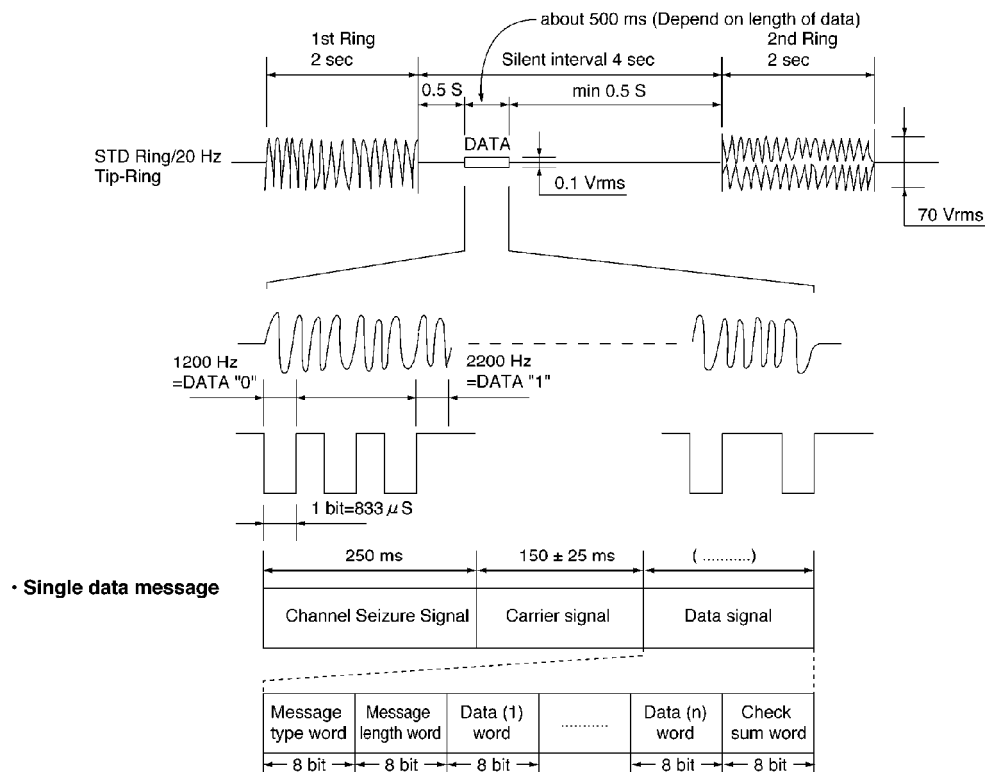 about 500 ms (Depend on length of data)
1st Ring
2 sec
Silent interval 4 sec
2nd Ring
2 sec
0.5 S
min 0.5 S
DATA
STD Ring/20 Hz
Tip-Ring
0.1 Vrms
70 Vrms
1200 Hz
=DATA "0"
2200 Hz
=DATA "1"
1 bit=833 μS
250 ms
150 ± 25 ms
( ........... )
・Single data message
Channel Seizure Signal
Carrier signal
Data signal
Message
type word
Message
length word
Data (1)
word
...........
Data (n)
word
Check
sum word
8 bit
8 bit
8 bit
8 bit
8 bit